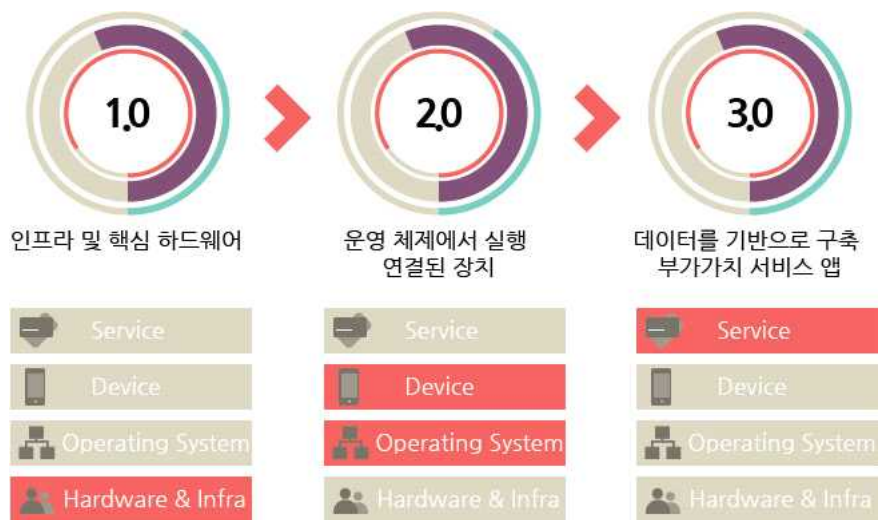 1.0
2.0
3.0
인프라 및 핵심 하드웨어
운영 체제에서 실행
연결된 장치
데이터를 기반으로 구축
부가가치 서비스 앱
Service
Device
Operating System
Hardware & Infra
Service
Device
Operating System
Hardware & Infra
Service
Device
Operating System
Hardware & Infra